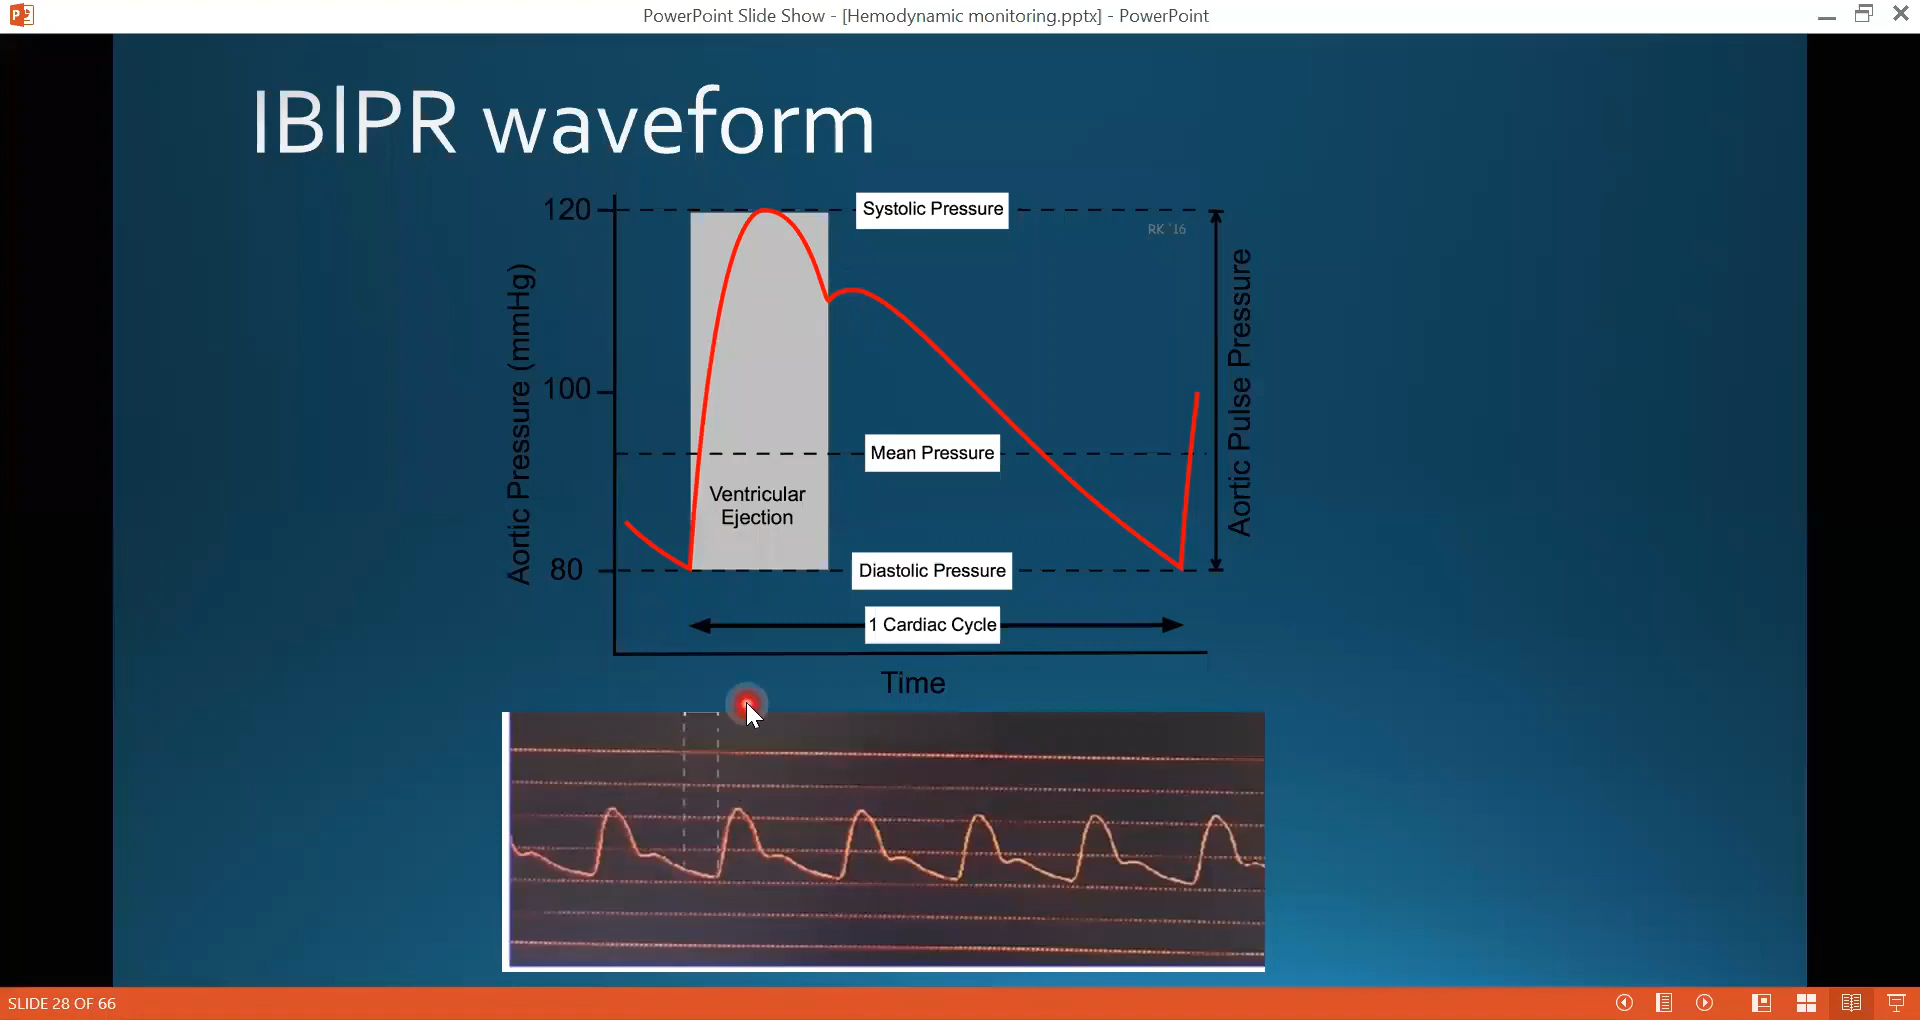 PowerPoint Slide Show - [Hemodynamic monitoring.pptx] - PowerPoint
IBlPR waveform
120
Systolic Pressure
RK '16
Aortic Pressure (mmHg)
100
Aortic Pulse Pressure
Mean Pressure
Ventricular
Ejection
80
Diastolic Pressure
1 Cardiac Cycle
Time
SLIDE 28 OF 66